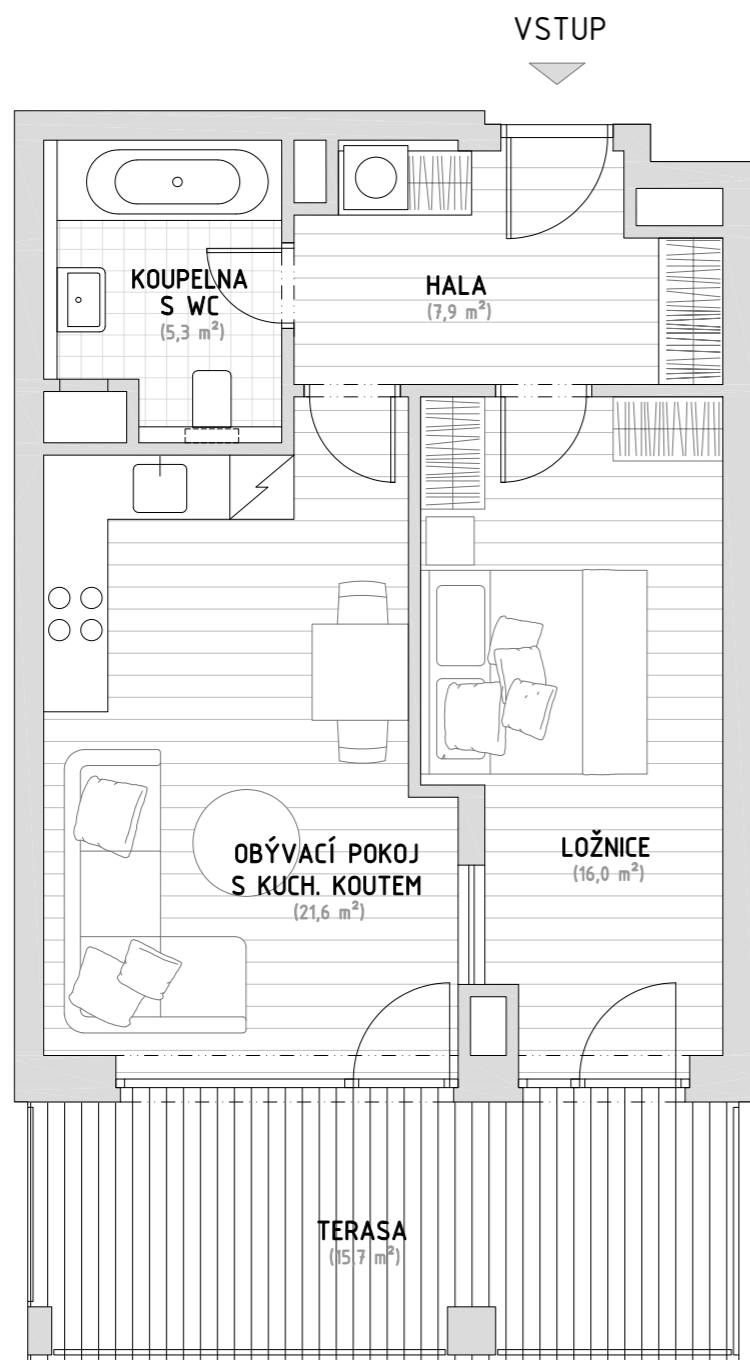 VSTUP
KOUPELNA
S WC
(5,3 m²)
HALA
(7,9 m²)
OBÝVACÍ POKOJ
S KUCH. KOUTEM
(21,6 m²)
LOŽNICE
(16,0 m²)
TERASA
(15,7 m²)